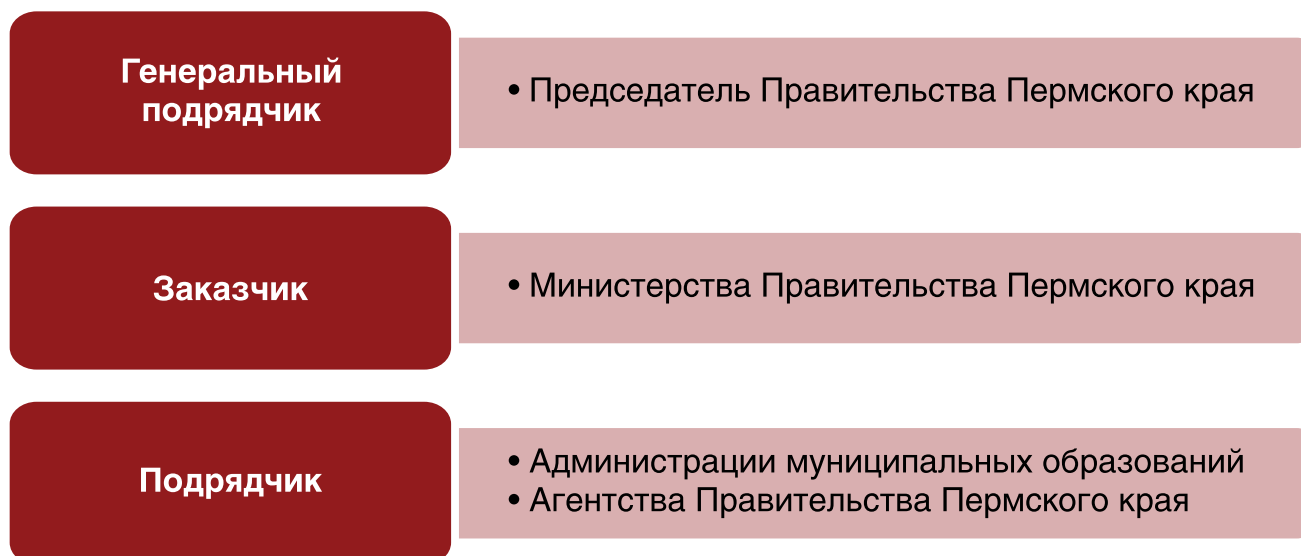 Генеральный
подрядчик
• Председатель Правительства Пермского края
Заказчик
• Министерства Правительства Пермского края
Подрядчик
• Администрации муниципальных образований
• Агентства Правительства Пермского края